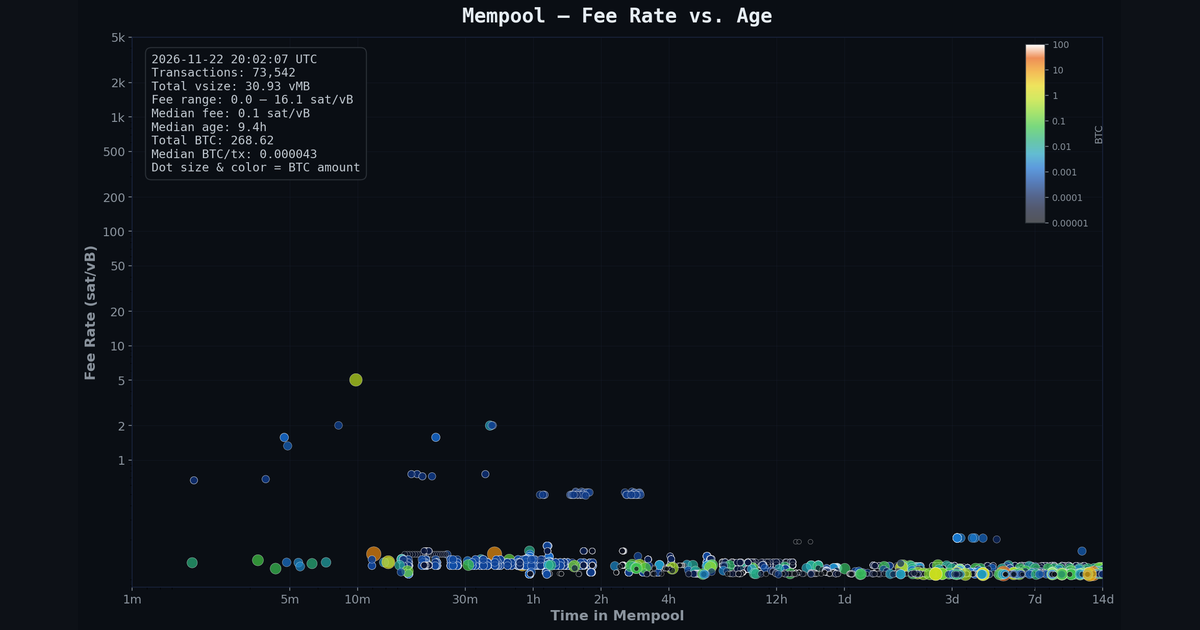 Mempool — Fee Rate vs. Age
2026-11-22 20:02:07 UTC
Transactions: 73,542
Total vsize: 30.93 vMB
Fee range: 0.0 – 16.1 sat/vB
Median fee: 0.1 sat/vB
Median age: 9.4h
Total BTC: 268.62
Median BTC/tx: 0.000043
Dot size & color = BTC amount
5k
2k
1k
500
200
100
50
20
10
5
2
1
Fee Rate (sat/vB)
100
10
1
0.1
0.01
0.001
0.0001
0.00001
BTC
1m
5m
10m
30m
1h
2h
4h
12h
1d
3d
7d
14d
Time in Mempool